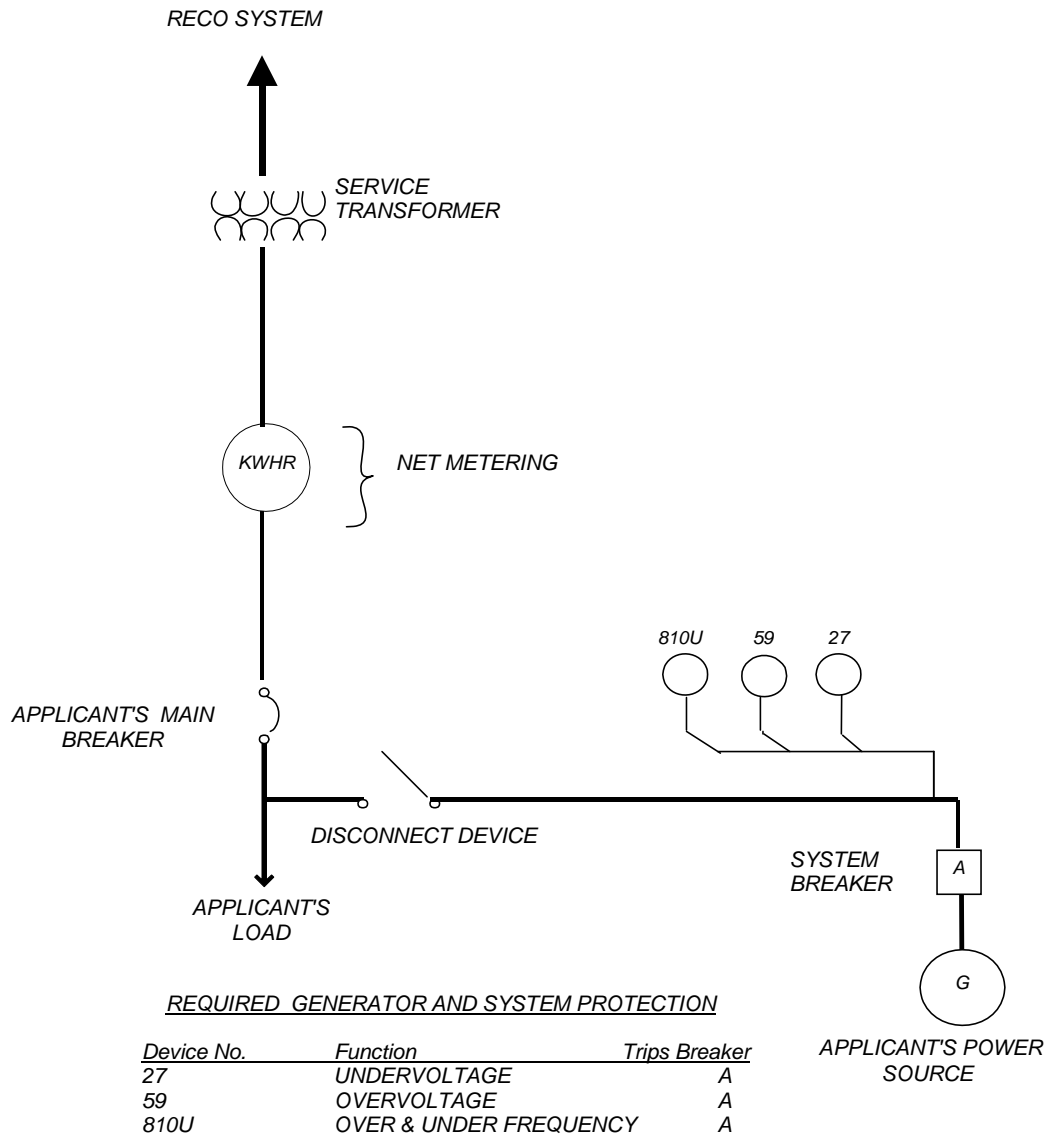 RECO SYSTEM
SERVICE
TRANSFORMER
KWHR
NET METERING
810U 59 27
APPLICANT'S MAIN
BREAKER
DISCONNECT DEVICE
SYSTEM
BREAKER
A
APPLICANT'S
LOAD
G
APPLICANT'S POWER
SOURCE
REQUIRED GENERATOR AND SYSTEM PROTECTION
Device No. Function Trips Breaker
27 UNDERVOLTAGE A
59 OVERVOLTAGE A
810U OVER & UNDER FREQUENCY A